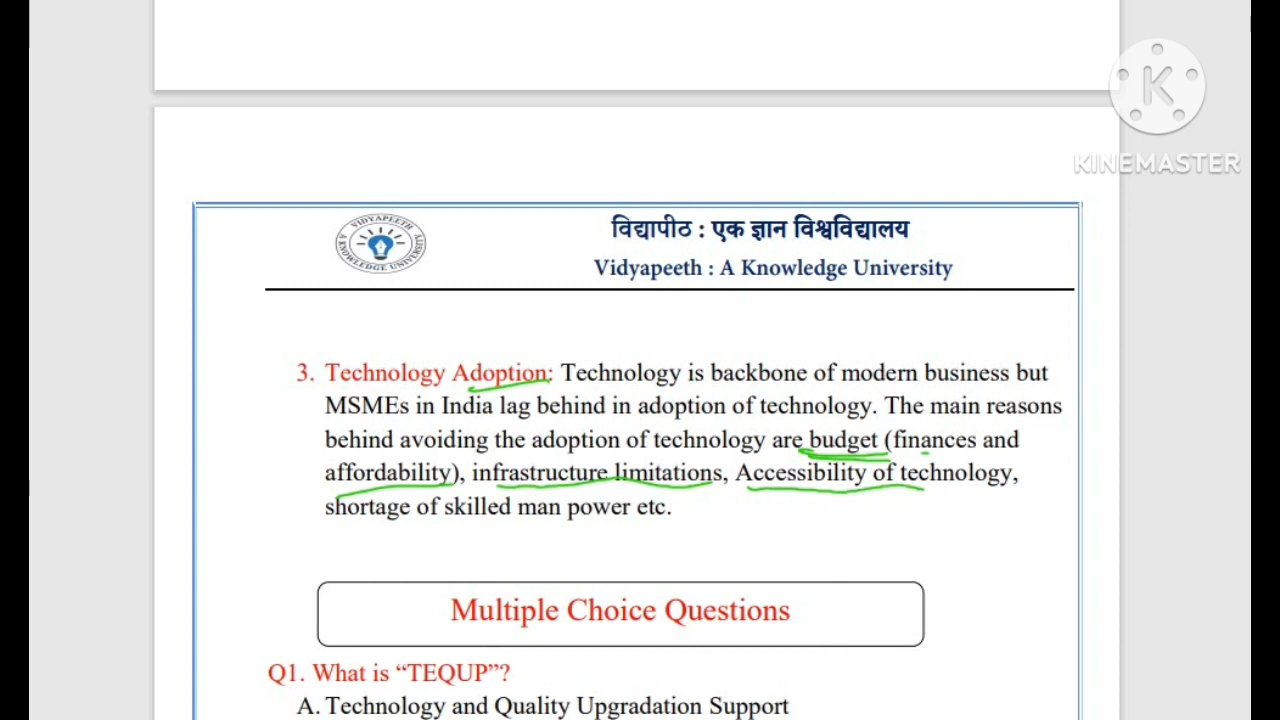 KINEMASTER
VIDYAPEETH
A KNOWLEDGE UNIVERSITY
विद्यापीठ : एक ज्ञान विश्वविद्यालय
Vidyapeeth : A Knowledge University
3. Technology Adoption: Technology is backbone of modern business but
MSMEs in India lag behind in adoption of technology. The main reasons
behind avoiding the adoption of technology are budget (finances and
affordability), infrastructure limitations, Accessibility of technology,
shortage of skilled man power etc.
Multiple Choice Questions
Q1. What is “TEQUP”?
A. Technology and Quality Upgradation Support